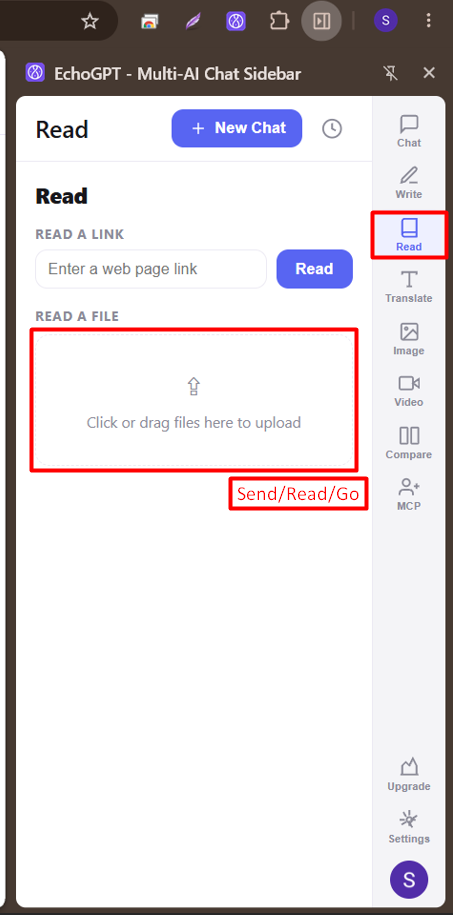 S
EchoGPT - Multi-AI Chat Sidebar
Read
+ New Chat
Chat
Write
Read
Translate
Image
Video
Compare
MCP
Read
READ A LINK
Enter a web page link
Read
READ A FILE
Click or drag files here to upload
Send/Read/Go
Upgrade
Settings
S